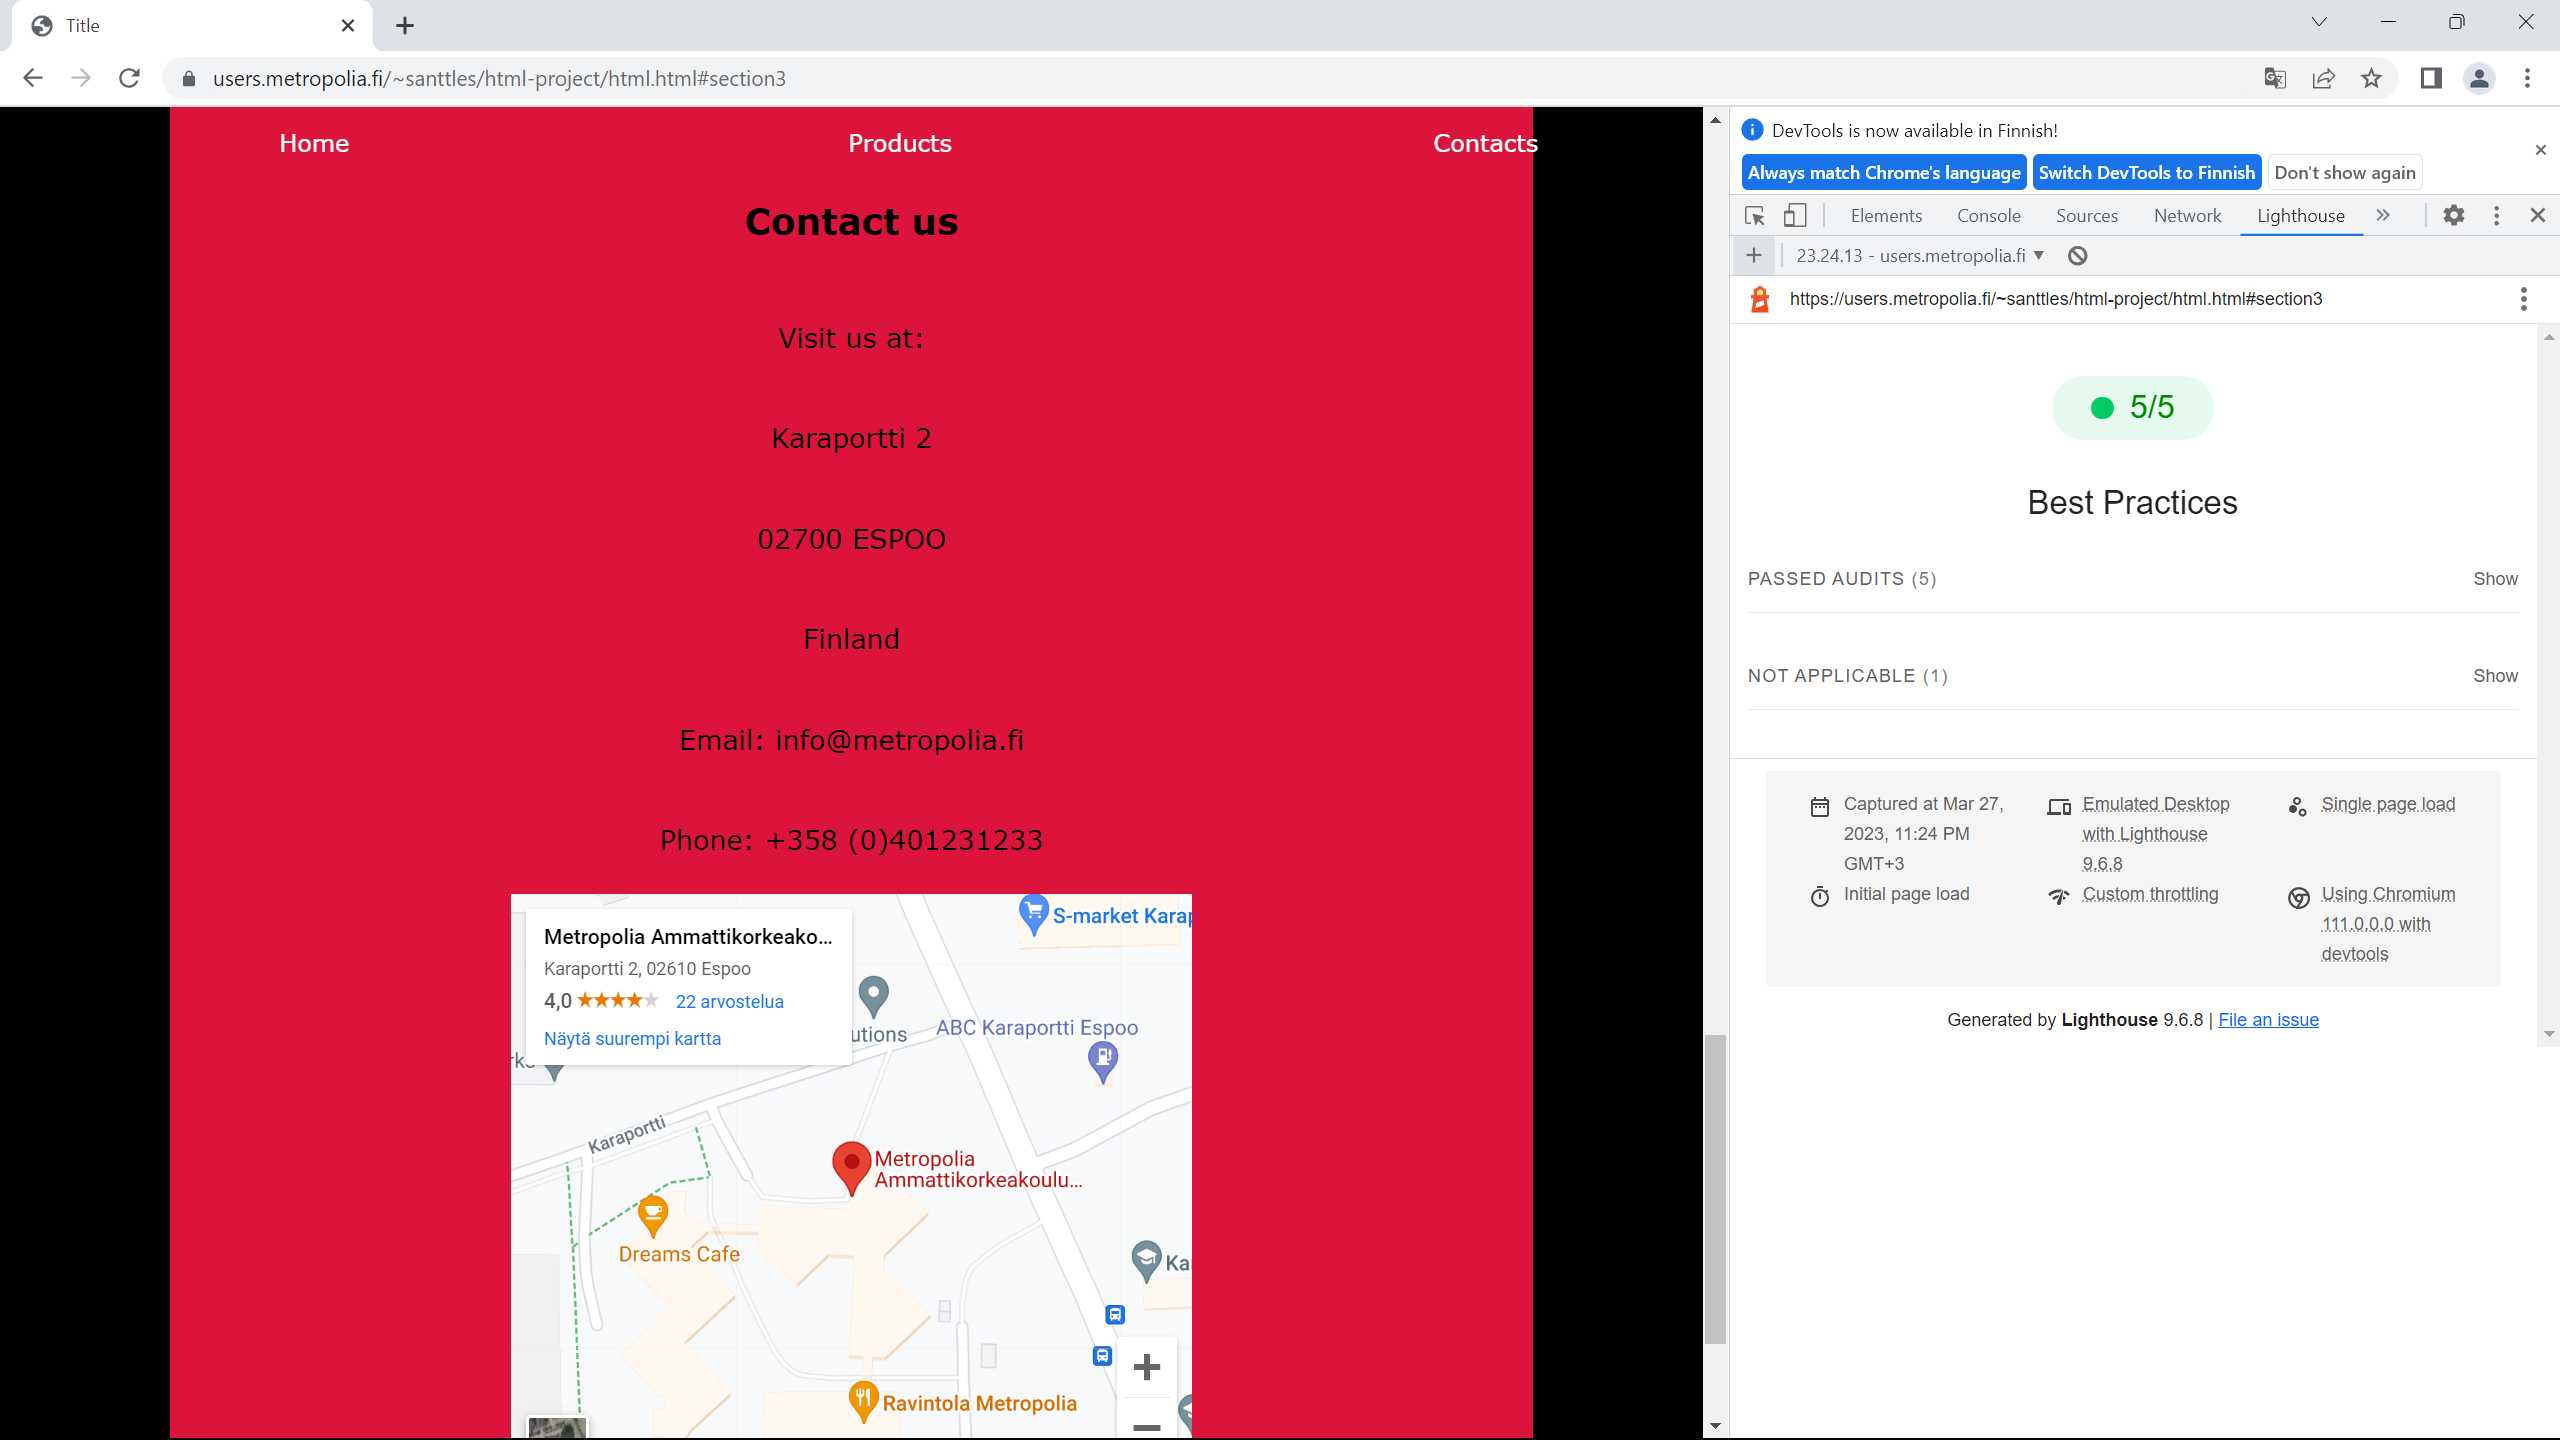 Title
users.metropolia.fi/~santtles/html-project/html.html#section3
Home
Products
Contacts
Contact us
Visit us at:
Karaportti 2
02700 ESPOO
Finland
Email: info@metropolia.fi
Phone: +358 (0)401231233
Metropolia Ammattikorkeako...
Karaportti 2, 02610 Espoo
4,0
22 arvostelua
Näytä suurempi kartta
S-market Karap
utions
ABC Karaportti Espoo
Karaportti
Metropolia
Ammattikorkeakoulu...
Dreams Cafe
Kar
Ravintola Metropolia
DevTools is now available in Finnish!
Always match Chrome's language
Switch DevTools to Finnish
Don't show again
Elements
Console
Sources
Network
Lighthouse
23.24.13 - users.metropolia.fi
https://users.metropolia.fi/~santtles/html-project/html.html#section3
5/5
Best Practices
PASSED AUDITS (5)
Show
NOT APPLICABLE (1)
Show
Captured at Mar 27,
2023, 11:24 PM
GMT+3
Emulated Desktop
with Lighthouse
9.6.8
Single page load
Initial page load
Custom throttling
Using Chromium
111.0.0.0 with
devtools
Generated by Lighthouse 9.6.8 | File an issue